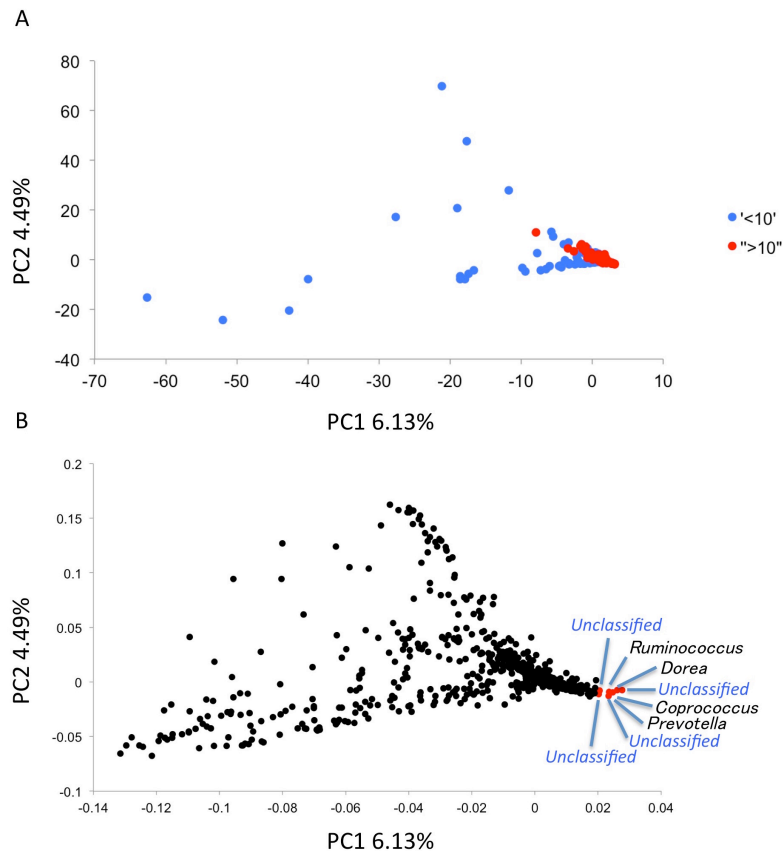 A
80
60
40
20
0
-20
-40
-70 -60 -50 -40 -30 -20 -10 0 10
PC2 4.49%
PC1 6.13%
'<10'
">10"
B
0.2
0.15
0.1
0.05
0
-0.05
-0.1
-0.14 -0.12 -0.1 -0.08 -0.06 -0.04 -0.02 0 0.02 0.04
PC2 4.49%
PC1 6.13%
Unclassified
Ruminococcus
Dorea
Unclassified
Coprococcus
Prevotella
Unclassified
Unclassified